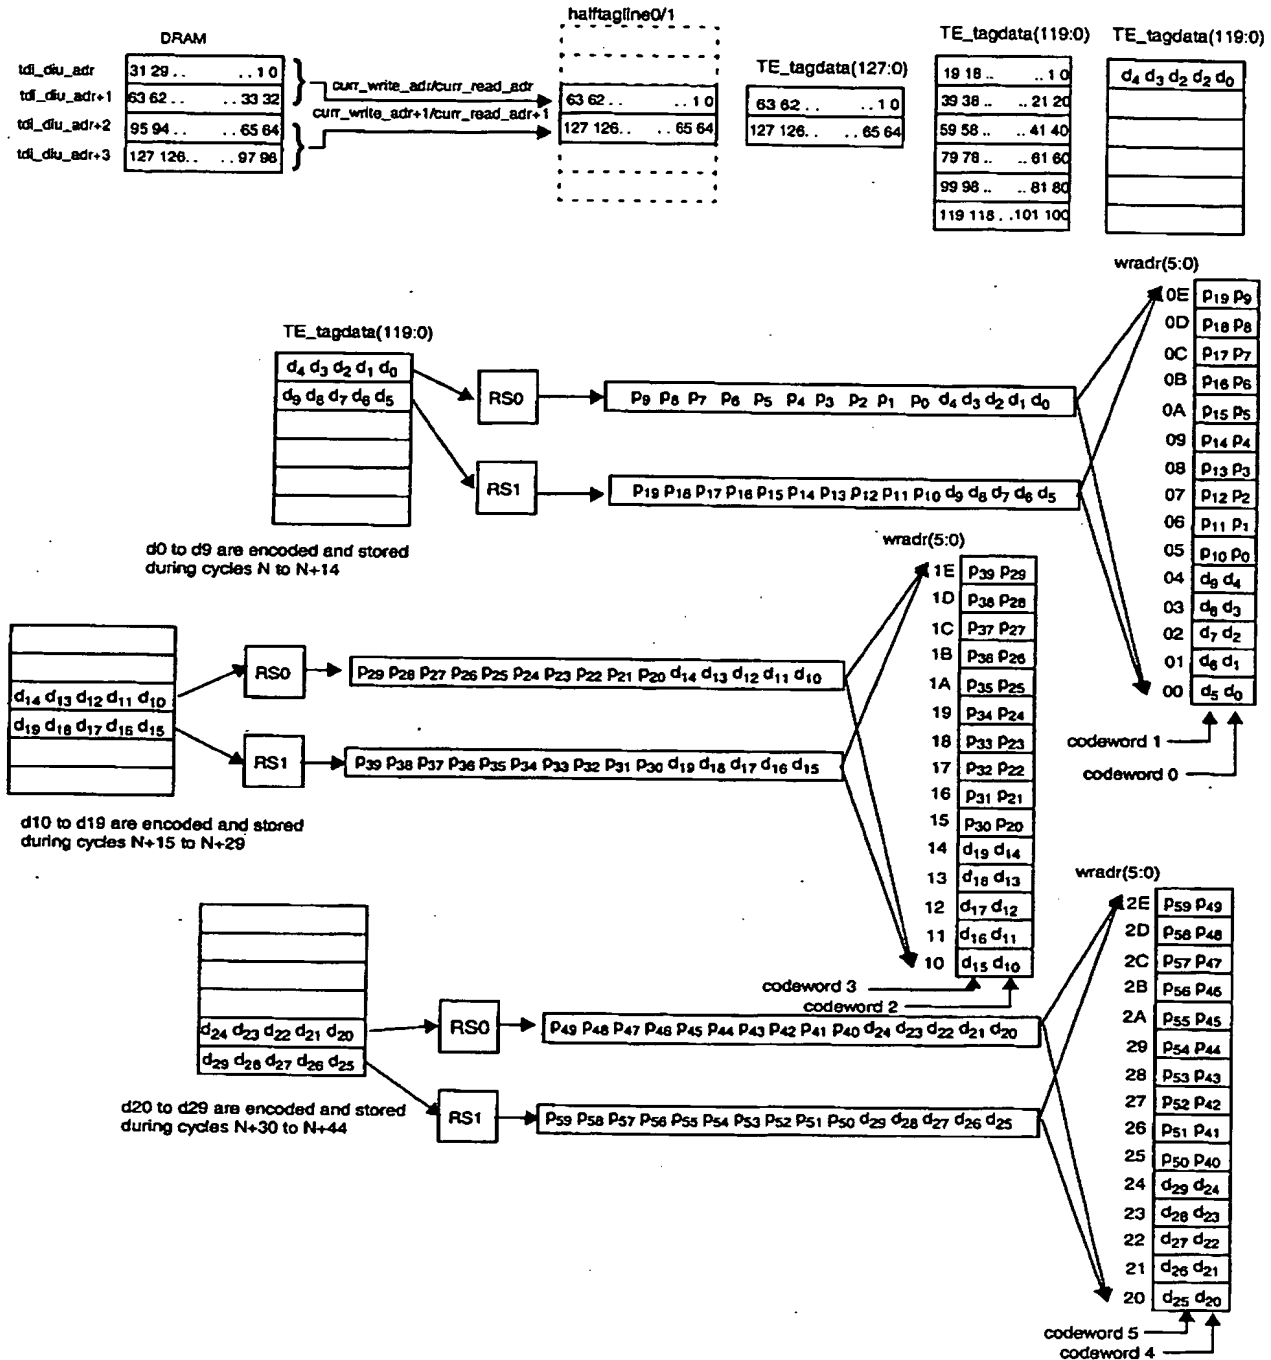 halftagline0/1
DRAM
TE_tagdata(119:0) TE_tagdata(119:0)
TE_tagdata(127:0)
tdi_diu_adr 31 29 . . . . 1 0
tdi_diu_adr+1 63 62 . . . . 33 32
tdi_diu_adr+2 95 94 . . . . 65 64
tdi_diu_adr+3 127 126 . . . . 97 96
curr_write_adr/curr_read_adr
curr_write_adr+1/curr_read_adr+1
63 62 . . . . 1 0
127 126 . . . . 65 64
63 62 . . . . 1 0
127 126 . . . . 65 64
19 18 . . . . 1 0
39 38 . . . . 21 20
59 58 . . . . 41 40
79 78 . . . . 61 60
99 98 . . . . 81 80
119 118 . . 101 100
d4 d3 d2 d2 d0
TE_tagdata(119:0)
d4 d3 d2 d1 d0
d9 d8 d7 d6 d5
RS0
p9 p8 p7 p6 p5 p4 p3 p2 p1 p0 d4 d3 d2 d1 d0
RS1
p19 p18 p17 p16 p15 p14 p13 p12 p11 p10 d9 d8 d7 d6 d5
d0 to d9 are encoded and stored
during cycles N to N+14
wradr(5:0)
0E p19 p9
0D p18 p8
0C p17 p7
0B p16 p6
0A p15 p5
09 p14 p4
08 p13 p3
07 p12 p2
06 p11 p1
05 p10 p0
04 d9 d4
03 d8 d3
02 d7 d2
01 d6 d1
00 d5 d0
codeword 1
codeword 0
d14 d13 d12 d11 d10
d19 d18 d17 d16 d15
RS0
p29 p28 p27 p26 p25 p24 p23 p22 p21 p20 d14 d13 d12 d11 d10
RS1
p39 p38 p37 p36 p35 p34 p33 p32 p31 p30 d19 d18 d17 d16 d15
d10 to d19 are encoded and stored
during cycles N+15 to N+29
wradr(5:0)
1E p39 p29
1D p38 p28
1C p37 p27
1B p36 p26
1A p35 p25
19 p34 p24
18 p33 p23
17 p32 p22
16 p31 p21
15 p30 p20
14 d19 d14
13 d18 d13
12 d17 d12
11 d16 d11
10 d15 d10
codeword 3
codeword 2
d24 d23 d22 d21 d20
d29 d28 d27 d26 d25
RS0
p49 p48 p47 p46 p45 p44 p43 p42 p41 p40 d24 d23 d22 d21 d20
RS1
p59 p58 p57 p56 p55 p54 p53 p52 p51 p50 d29 d28 d27 d26 d25
d20 to d29 are encoded and stored
during cycles N+30 to N+44
wradr(5:0)
2E p59 p49
2D p58 p48
2C p57 p47
2B p56 p46
2A p55 p45
29 p54 p44
28 p53 p43
27 p52 p42
26 p51 p41
25 p50 p40
24 d29 d24
23 d28 d23
22 d27 d22
21 d26 d21
20 d25 d20
codeword 5
codeword 4